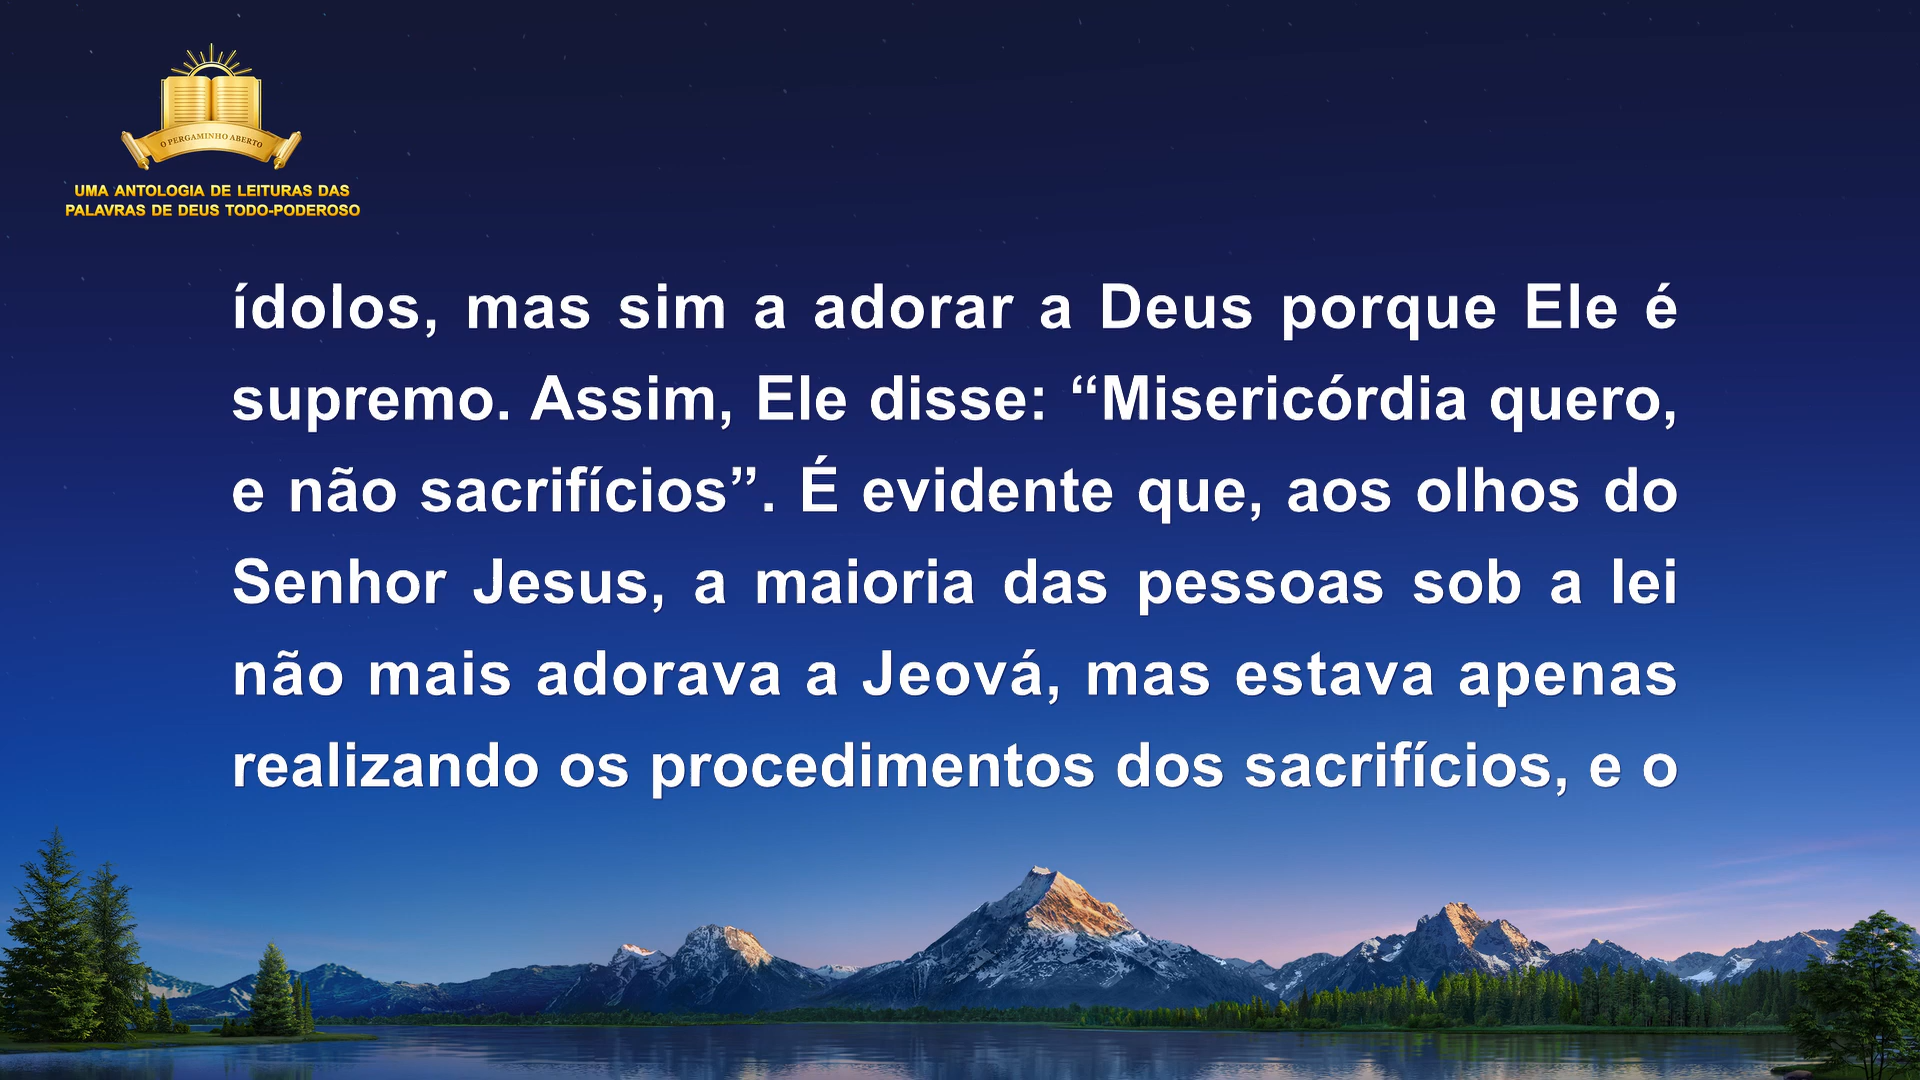 O PERGAMINHO ABERTO
UMA ANTOLOGIA DE LEITURAS DAS
PALAVRAS DE DEUS TODO-PODEROSO
ídolos, mas sim a adorar a Deus porque Ele é
supremo. Assim, Ele disse: “Misericórdia quero,
e não sacrifícios”. É evidente que, aos olhos do
Senhor Jesus, a maioria das pessoas sob a lei
não mais adorava a Jeová, mas estava apenas
realizando os procedimentos dos sacrifícios, e o